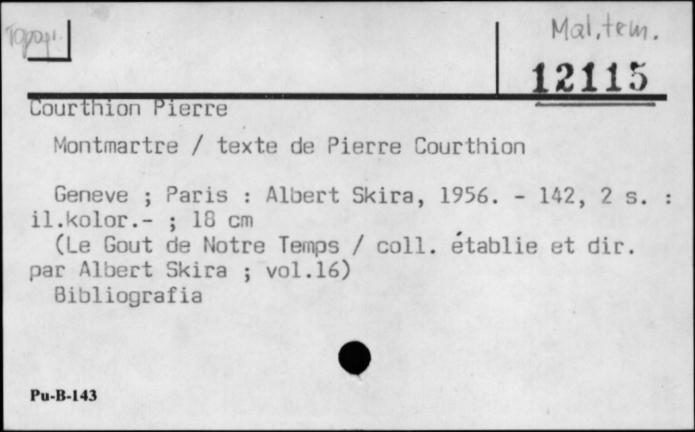 Topogr.
Mal.tem.
12115
Courthion Pierre
Montmartre / texte de Pierre Courthion
Geneve ; Paris : Albert Skira, 1956. - 142, 2 s. :
il.kolor.- ; 18 cm
(Le Gout de Notre Temps / coll. établie et dir.
par Albert Skira ; vol.16)
Bibliografia
Pu-B-143